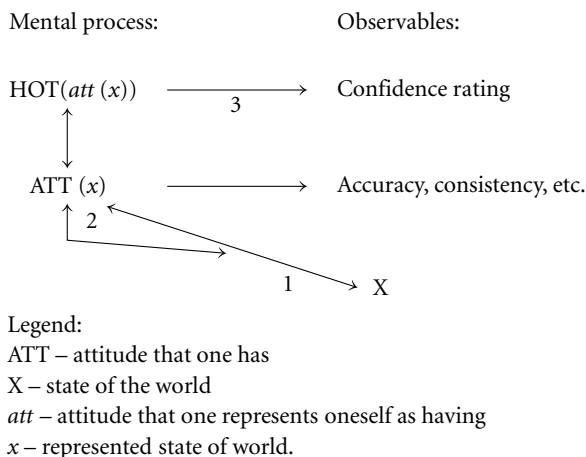 Mental process: Observables:
HOT(att (x)) 3 Confidence rating
ATT (x) Accuracy, consistency, etc.
2
1 X
Legend:
ATT – attitude that one has
X – state of the world
att – attitude that one represents oneself as having
x – represented state of world.